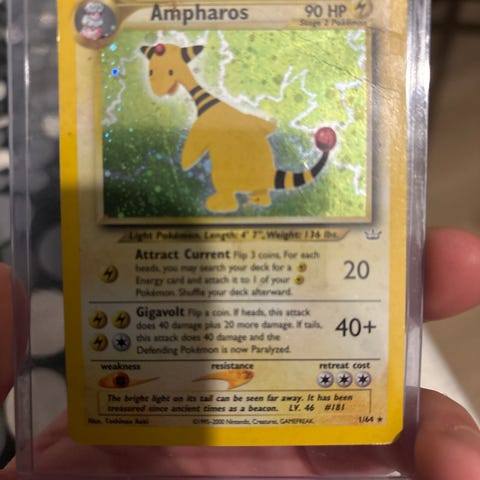 Ampharos 90 HP
Stage 2 Pokémon
Light Pokémon. Length: 4' 7", Weight: 136 lbs.
Attract Current Flip 3 coins. For each
heads, you may search your deck for a
Energy card and attach it to 1 of your
Pokémon. Shuffle your deck afterward.
20
Gigavolt Flip a coin. If heads, this attack
does 40 damage plus 20 more damage. If tails,
this attack does 40 damage and the
Defending Pokémon is now Paralyzed.
40+
weakness resistance retreat cost
The bright light on its tail can be seen far away. It has been
treasured since ancient times as a beacon. LV. 46 #181
Illus. Toshinao Aoki ©1995-2000 Nintendo, Creatures, GAMEFREAK. 1/64